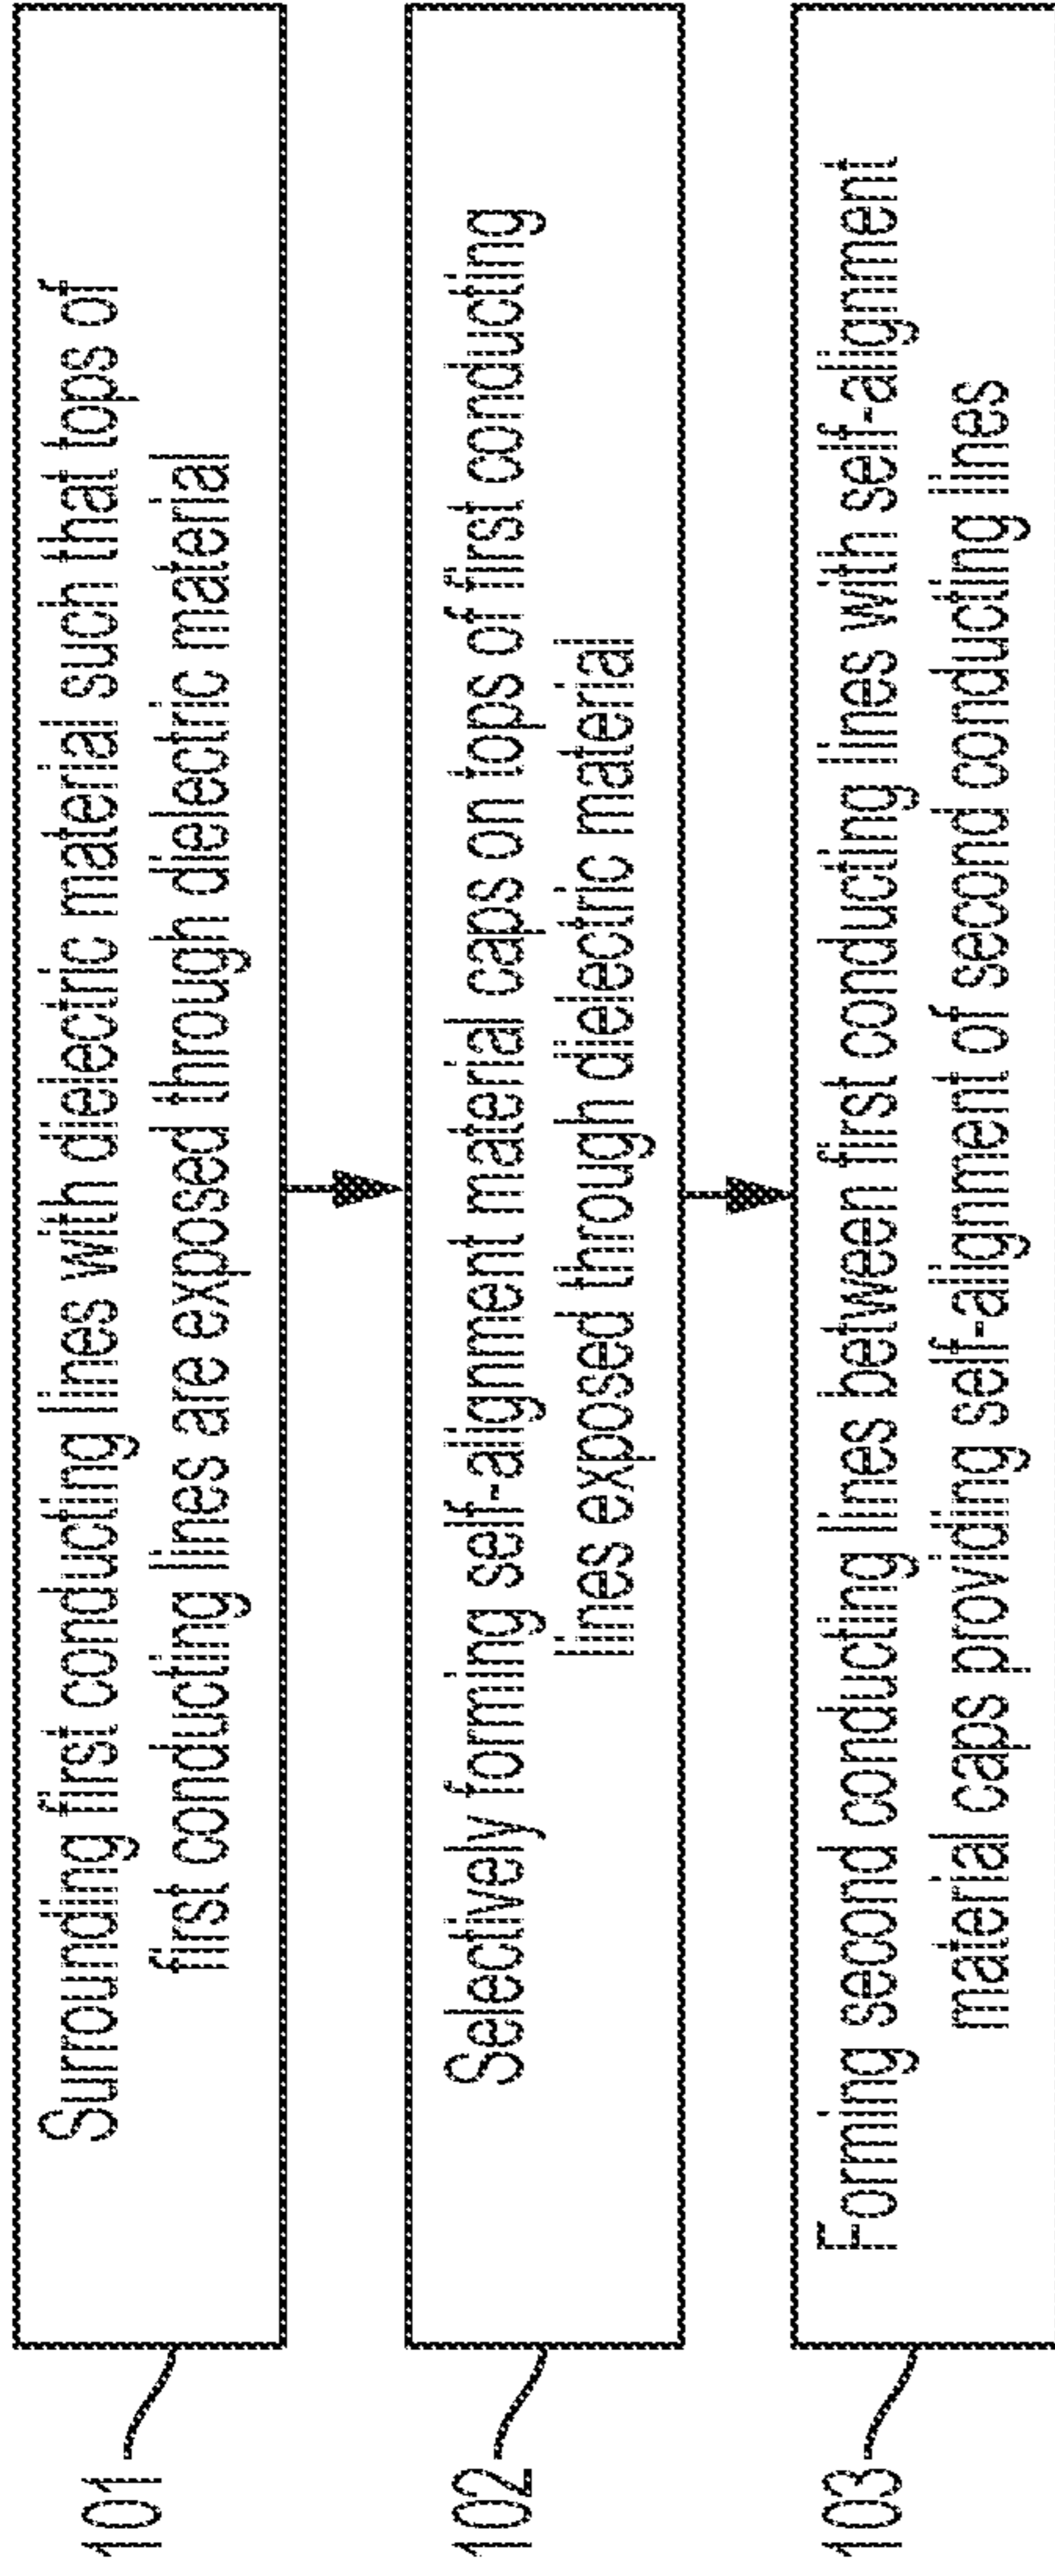 Surrounding first conducting lines with dielectric material such that tops of
first conducting lines are exposed through dielectric material
101
Selectively forming self-alignment material caps on tops of first conducting
lines exposed through dielectric material
102
Forming second conducting lines between first conducting lines with self-alignment
material caps providing self-alignment of second conducting lines
103